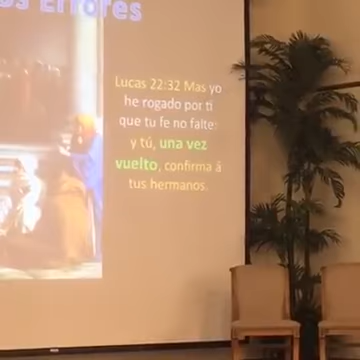 os Errores
Lucas 22:32 Mas yo
he rogado por ti
que tu fe no falte:
y tú, una vez
vuelto, confirma á
tus hermanos.